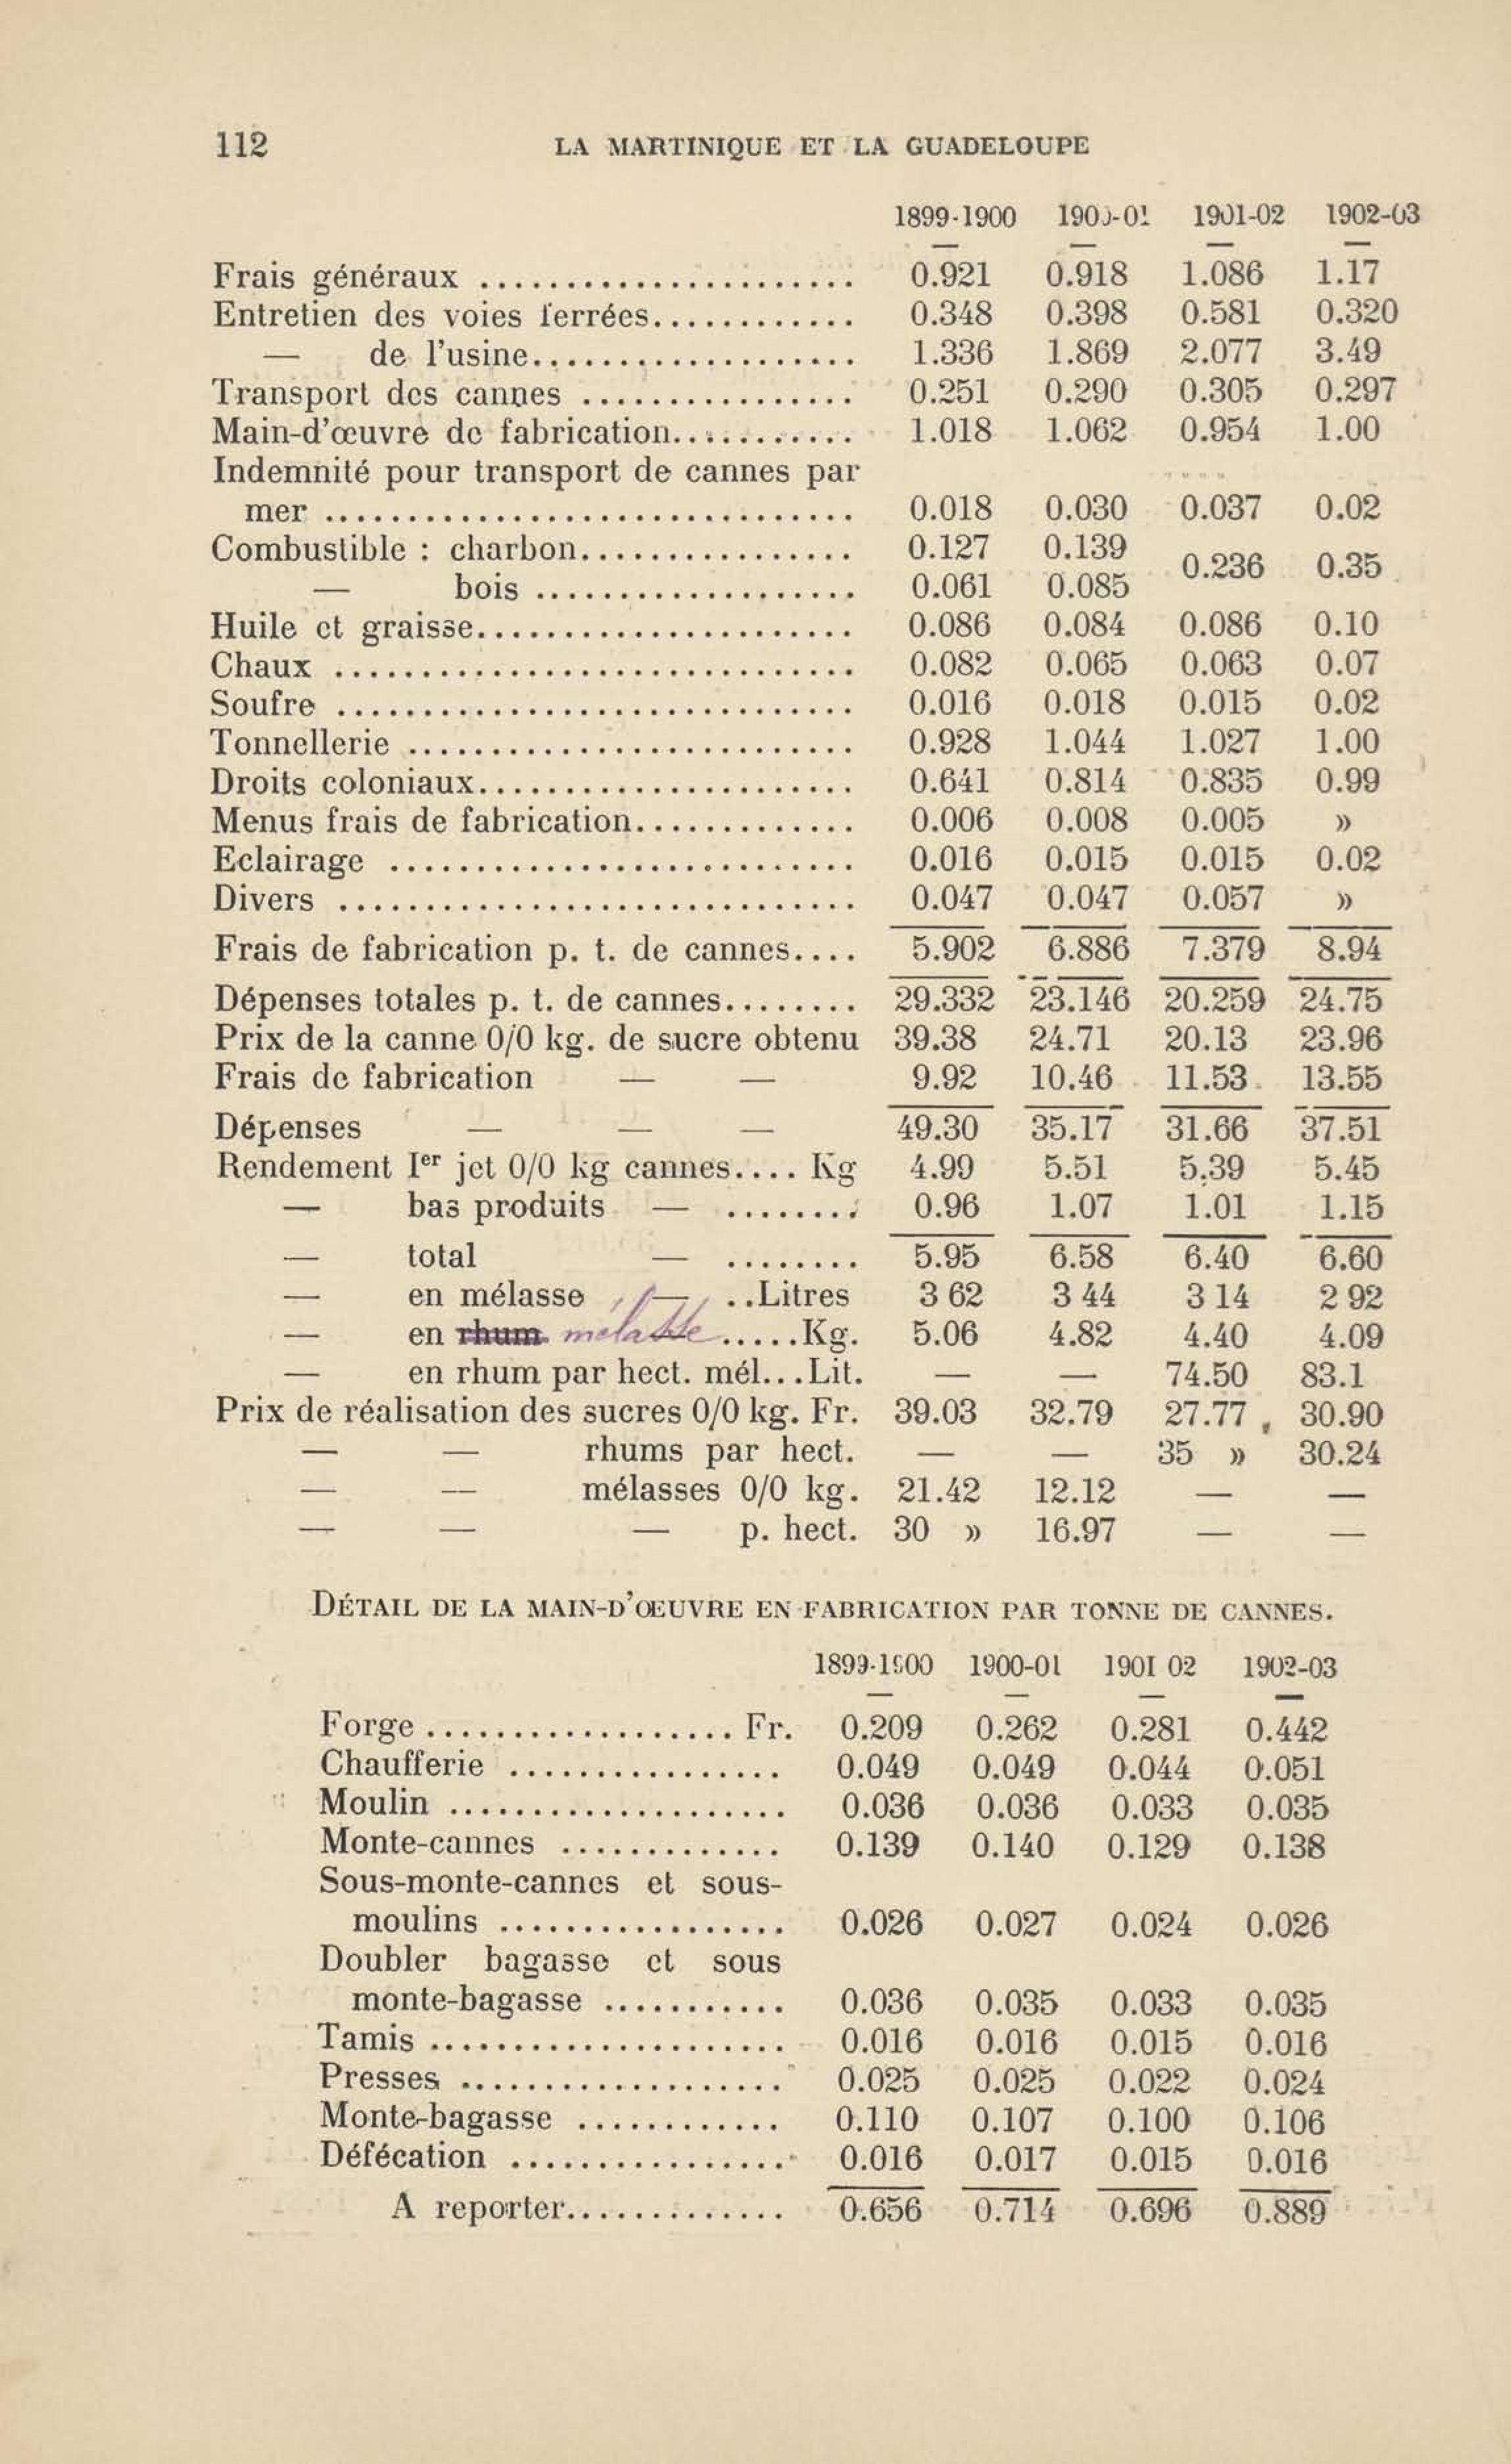 112 LA MARTINIQUE ET LA GUADELOUPE
1899-1900 1900-01 1901-02 1902-03
Frais généraux ....................... 0.921 0.918 1.086 1.17
Entretien des voies ferrées............. 0.348 0.398 0.581 0.320
— de l'usine.................... 1.336 1.869 2.077 3.49
Transport des cannes ................. 0.251 0.290 0.305 0.297
Main-d'œuvre de fabrication........... 1.018 1.062 0.954 1.00
Indemnité pour transport de cannes par
mer ................................ 0.018 0.030 0.037 0.02
Combustible : charbon................. 0.127 0.139 0.236 0.35
— bois .................... 0.061 0.085
Huile et graisse....................... 0.086 0.084 0.086 0.10
Chaux ................................ 0.082 0.065 0.063 0.07
Soufre ............................... 0.016 0.018 0.015 0.02
Tonnellerie ........................... 0.928 1.044 1.027 1.00
Droits coloniaux....................... 0.641 0.814 0.835 0.99
Menus frais de fabrication............. 0.006 0.008 0.005 »
Eclairage ............................ 0.016 0.015 0.015 0.02
Divers ............................... 0.047 0.047 0.057 »
Frais de fabrication p. t. de cannes.... 5.902 6.886 7.379 8.94
Dépenses totales p. t. de cannes........ 29.332 23.146 20.259 24.75
Prix de la canne 0/0 kg. de sucre obtenu 39.38 24.71 20.13 23.96
Frais de fabrication — — 9.92 10.46 11.53 13.55
Dépenses — — — 49.30 35.17 31.66 37.51
Rendement Ier jet 0/0 kg cannes.... Kg 4.99 5.51 5.39 5.45
— bas produits — ........ 0.96 1.07 1.01 1.15
— total — ........ 5.95 6.58 6.40 6.60
— en mélasse — ..Litres 3 62 3 44 3 14 2 92
— en rhum melasse .....Kg. 5.06 4.82 4.40 4.09
— en rhum par hect. mél...Lit. — — 74.50 83.1
Prix de réalisation des sucres 0/0 kg. Fr. 39.03 32.79 27.77 30.90
— — rhums par hect. — — 35 » 30.24
— — mélasses 0/0 kg. 21.42 12.12 — —
— — — p. hect. 30 » 16.97 — —
DÉTAIL DE LA MAIN-D'ŒUVRE EN FABRICATION PAR TONNE DE CANNES.
1899-1900 1900-01 1901 02 1902-03
Forge ................... Fr. 0.209 0.262 0.281 0.442
Chaufferie ................. 0.049 0.049 0.044 0.051
Moulin ..................... 0.036 0.036 0.033 0.035
Monte-cannes .............. 0.139 0.140 0.129 0.138
Sous-monte-cannes et sous-
moulins .................. 0.026 0.027 0.024 0.026
Doubler bagasse et sous
monte-bagasse ........... 0.036 0.035 0.033 0.035
Tamis ...................... 0.016 0.016 0.015 0.016
Presses .................... 0.025 0.025 0.022 0.024
Monte-bagasse ............. 0.110 0.107 0.100 0.106
Défécation ................. 0.016 0.017 0.015 0.016
A reporter.............. 0.656 0.714 0.696 0.889